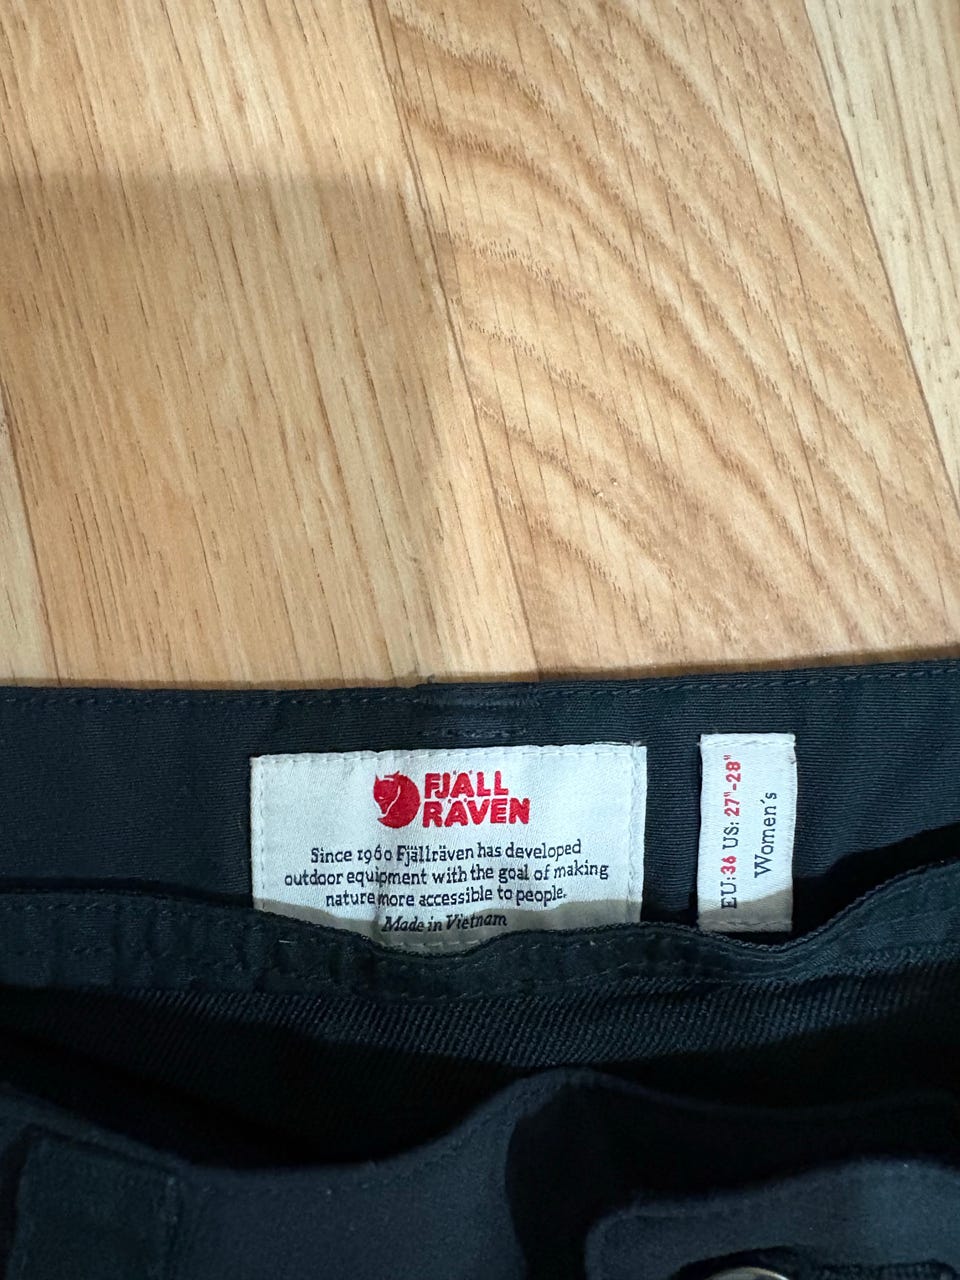 FJÄLL
RÄVEN
Since 1960 Fjällräven has developed
outdoor equipment with the goal of making
nature more accessible to people.
Made in Vietnam
EU:36 US: 27"-28"
Women's